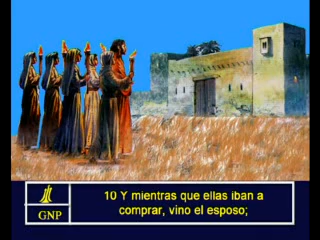 10 Y mientras que ellas iban a
comprar, vino el esposo;
GNP